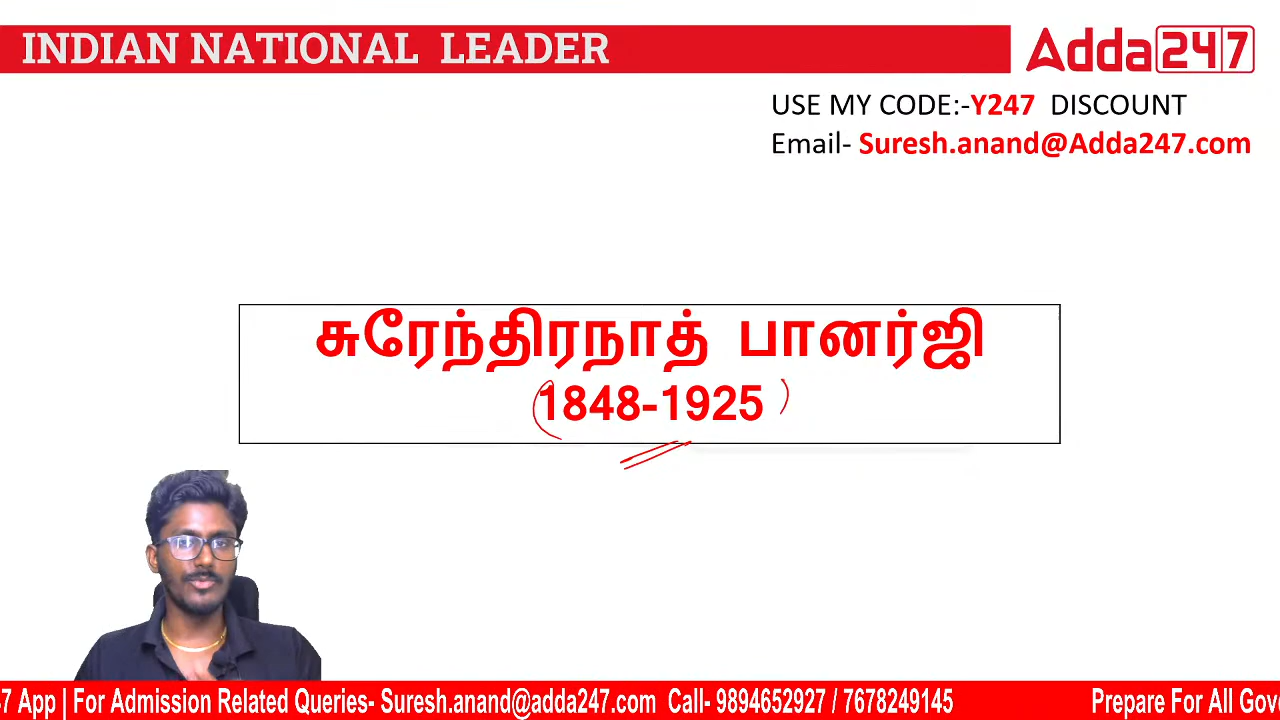 INDIAN NATIONAL LEADER
Adda247
USE MY CODE:-Y247 DISCOUNT
Email- Suresh.anand@Adda247.com
சுரேந்திரநாத் பானர்ஜி
1848-1925
7 App | For Admission Related Queries- Suresh.anand@adda247.com Call- 9894652927 / 7678249145 Prepare For All Gov